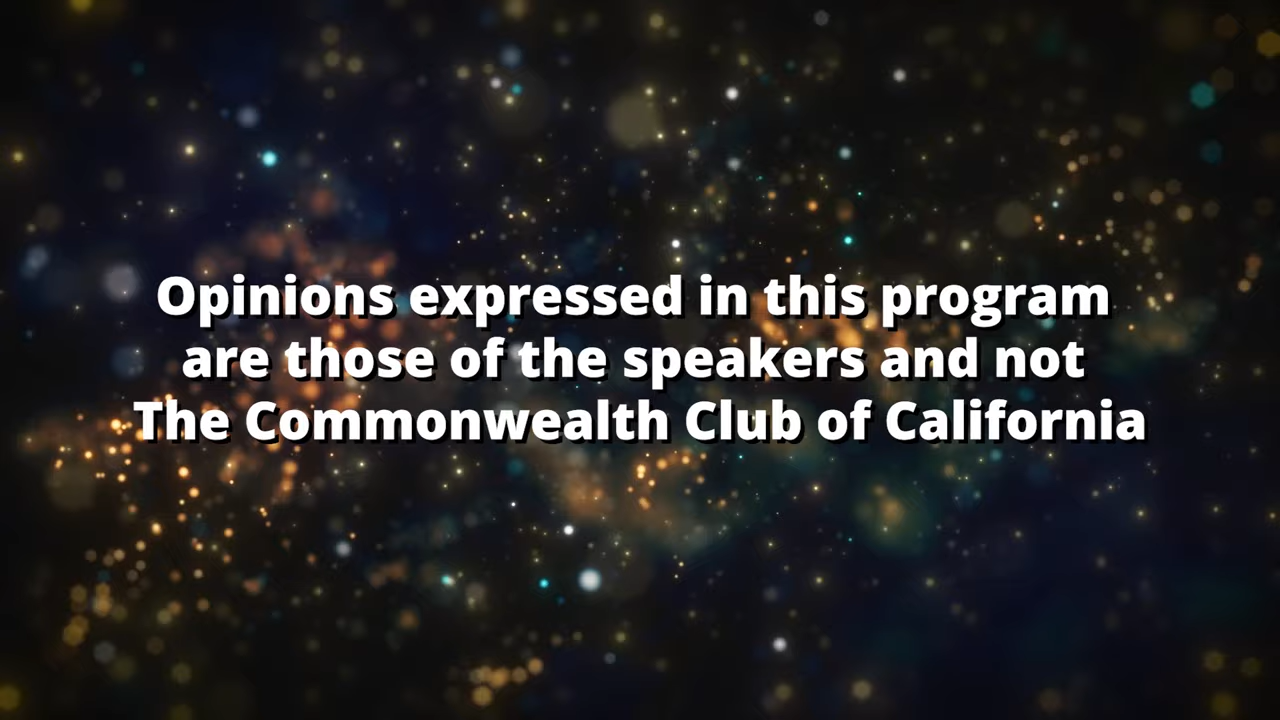 Opinions expressed in this program
are those of the speakers and not
The Commonwealth Club of California